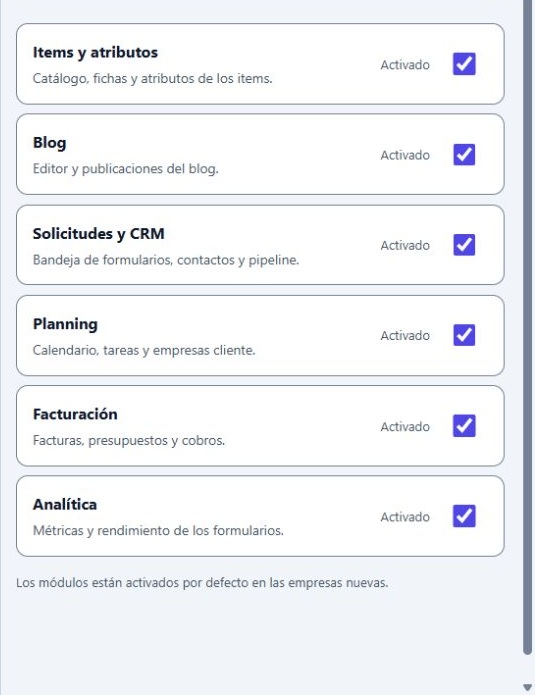 Items y atributos
Catálogo, fichas y atributos de los items.
Activado
Blog
Editor y publicaciones del blog.
Activado
Solicitudes y CRM
Bandeja de formularios, contactos y pipeline.
Activado
Planning
Calendario, tareas y empresas cliente.
Activado
Facturación
Facturas, presupuestos y cobros.
Activado
Analítica
Métricas y rendimiento de los formularios.
Activado
Los módulos están activados por defecto en las empresas nuevas.